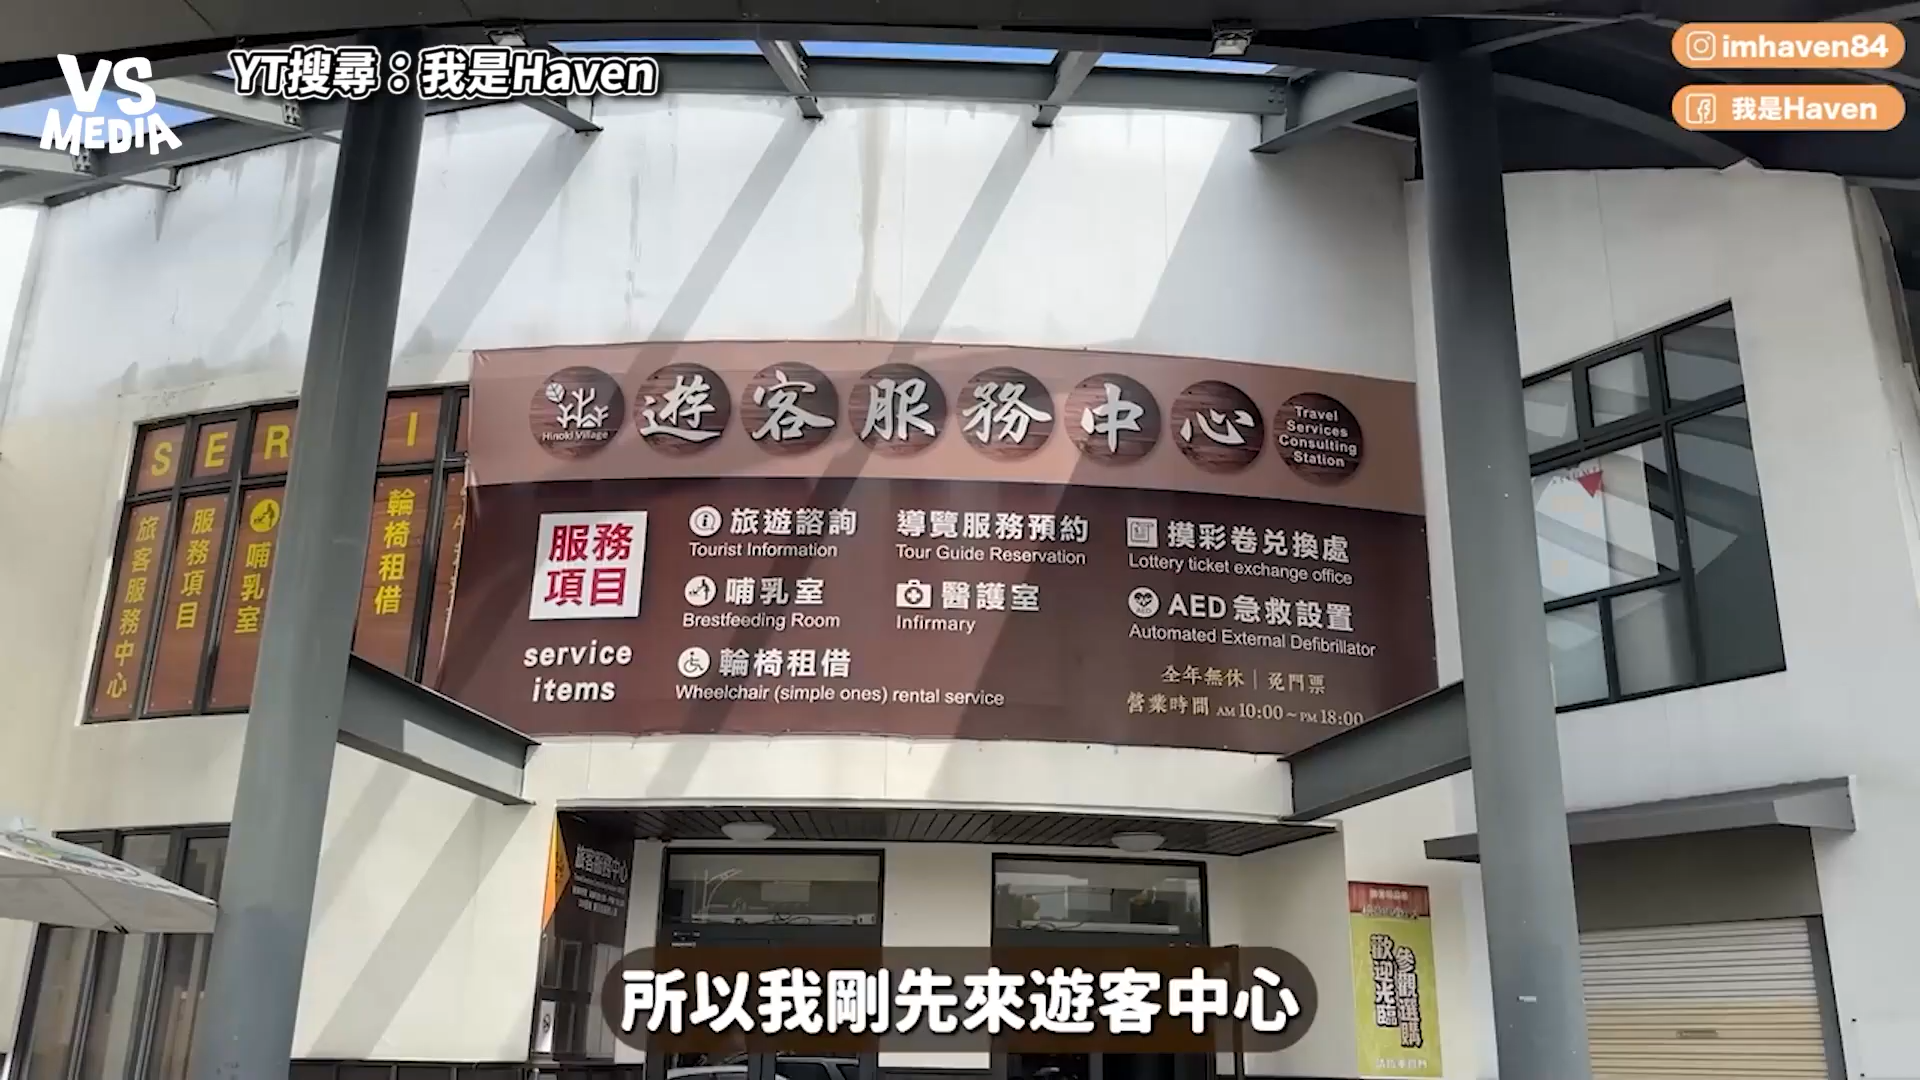 VS
MEDIA
YT搜尋：我是Haven
imhaven84
我是Haven
Hinoki Village
遊客服務中心
Travel
Services
Consulting
Station
SER
I
旅客服務中心
服務項目
哺乳室
輪椅租借
服務
項目
service
items
旅遊諮詢
Tourist Information
哺乳室
Brestfeeding Room
輪椅租借
Wheelchair (simple ones) rental service
導覽服務預約
Tour Guide Reservation
醫護室
Infirmary
摸彩卷兌換處
Lottery ticket exchange office
AED急救設置
Automated External Defibrillator
全年無休｜免門票
營業時間 AM 10:00 ~ PM 18:00
旅客服務中心
歡迎光臨
參觀選購
所以我剛先來遊客中心